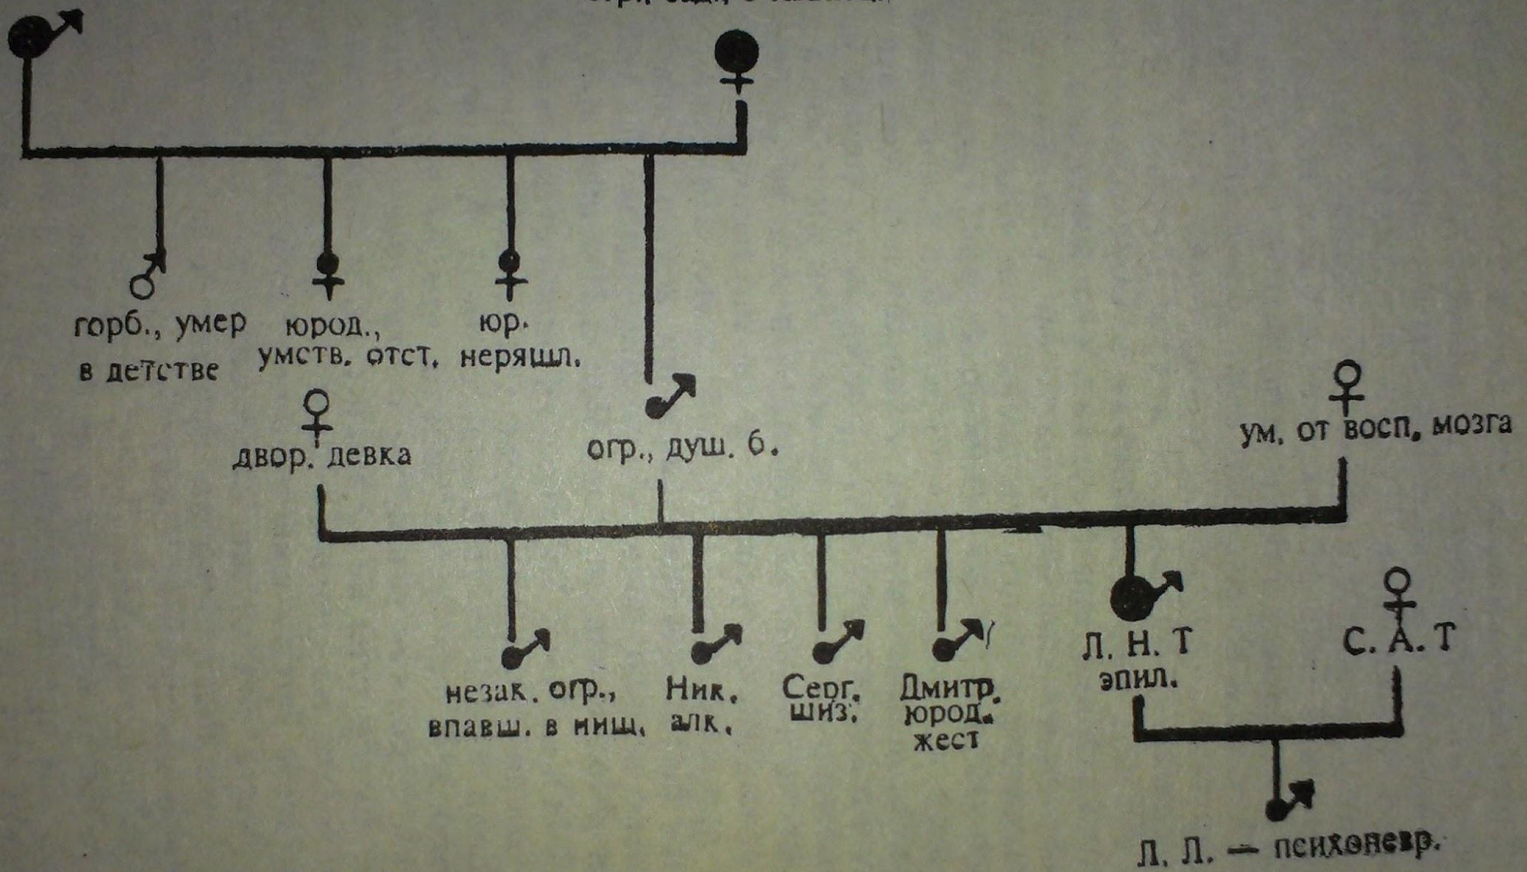 горб., умер
в детстве
юрод.,
умств. отст.
юр.
неряшл.
двор. девка
огр., душ. б.
ум. от восп. мозга
незак. огр.,
впавш. в нищ.
Ник.
алк.
Серг.
шиз.
Дмитр.
юрод.
жест
Л. Н. Т
эпил.
С. А. Т
Л. Л. — психоневр.